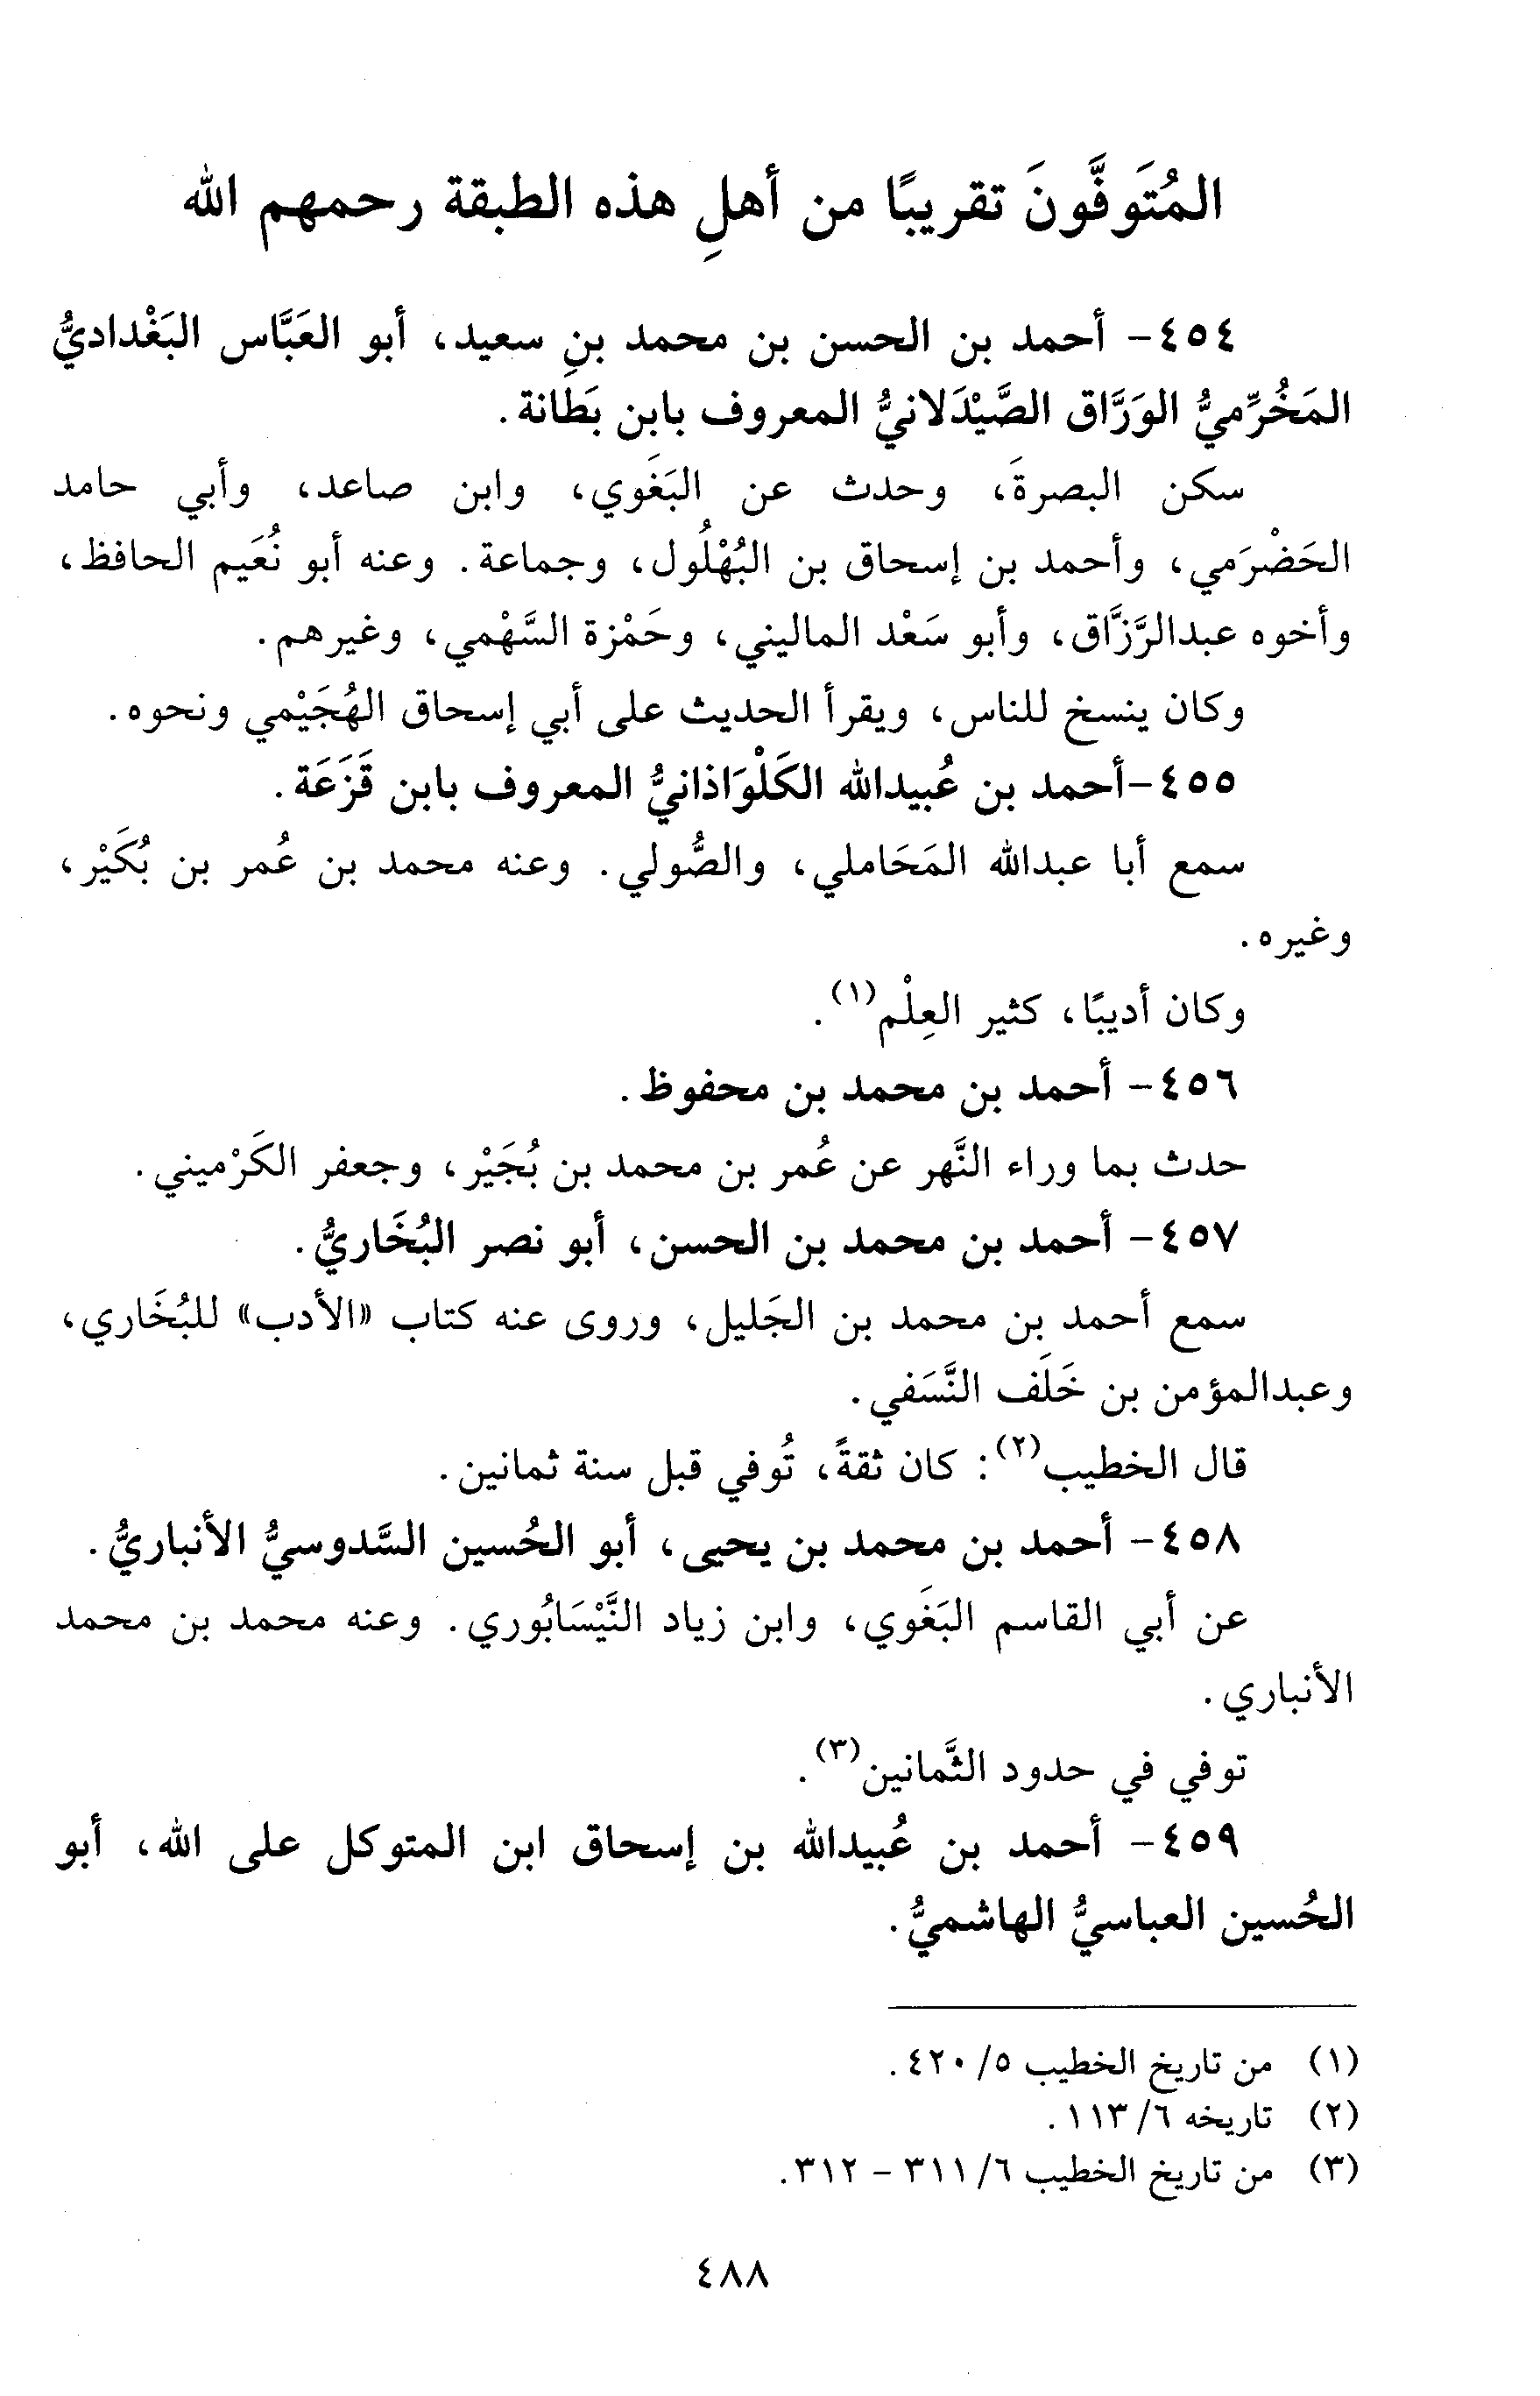 المُتَوفَّونَ تقريبًا من أهلِ هذه الطبقة رحمهم الله
٤٥٤- أحمد بن الحسن بن محمد بنِ سعيد، أبو العَبَّاس البَغْداديُّ
المَخُرِّميُّ الوَرَّاق الصَّيْدَلانيُّ المعروف بابن بَطَانة.
سكن البصرةَ، وحدث عن البَغَوي، وابن صاعد، وأبي حامد
الحَضْرَمي، وأحمد بن إسحاق بن البُهْلُول، وجماعة. وعنه أبو نُعَيم الحافظ،
وأخوه عبدالرَّزَّاق، وأبو سَعْد الماليني، وحَمْزة السَّهْمي، وغيرهم.
وكان ينسخ للناس، ويقرأ الحديث على أبي إسحاق الهُجَيْمي ونحوه.
٤٥٥-أحمد بن عُبيدالله الكَلْوَاذانيُّ المعروف بابن قَزَعَة.
سمع أبا عبدالله المَحَاملي، والصُّولي. وعنه محمد بن عُمر بن بُكَيْر،
وغيره.
وكان أديبًا، كثير العِلْم(١).
٤٥٦- أحمد بن محمد بن محفوظ.
حدث بما وراء النَّهر عن عُمر بن محمد بن بُجَيْر، وجعفر الكَرْميني.
٤٥٧- أحمد بن محمد بن الحسن، أبو نصر البُخَاريُّ.
سمع أحمد بن محمد بن الجَليل، وروى عنه كتاب «الأدب» للبُخَاري،
وعبدالمؤمن بن خَلَف النَّسَفي.
قال الخطيب(٢): كان ثقةً، تُوفي قبل سنة ثمانين.
٤٥٨- أحمد بن محمد بن يحيى، أبو الحُسين السَّدوسيُّ الأنباريُّ.
عن أبي القاسم البَغَوي، وابن زياد النَّيْسَابُوري. وعنه محمد بن محمد
الأنباري.
توفي في حدود الثَّمانين(٣).
٤٥٩- أحمد بن عُبيدالله بن إسحاق ابن المتوكل على الله، أبو
الحُسين العباسيُّ الهاشميُّ.
(١) من تاريخ الخطيب ٥/ ٤٢٠.
(٢) تاريخه ٦/ ١١٣.
(٣) من تاريخ الخطيب ٦/ ٣١١ - ٣١٢.
٤٨٨